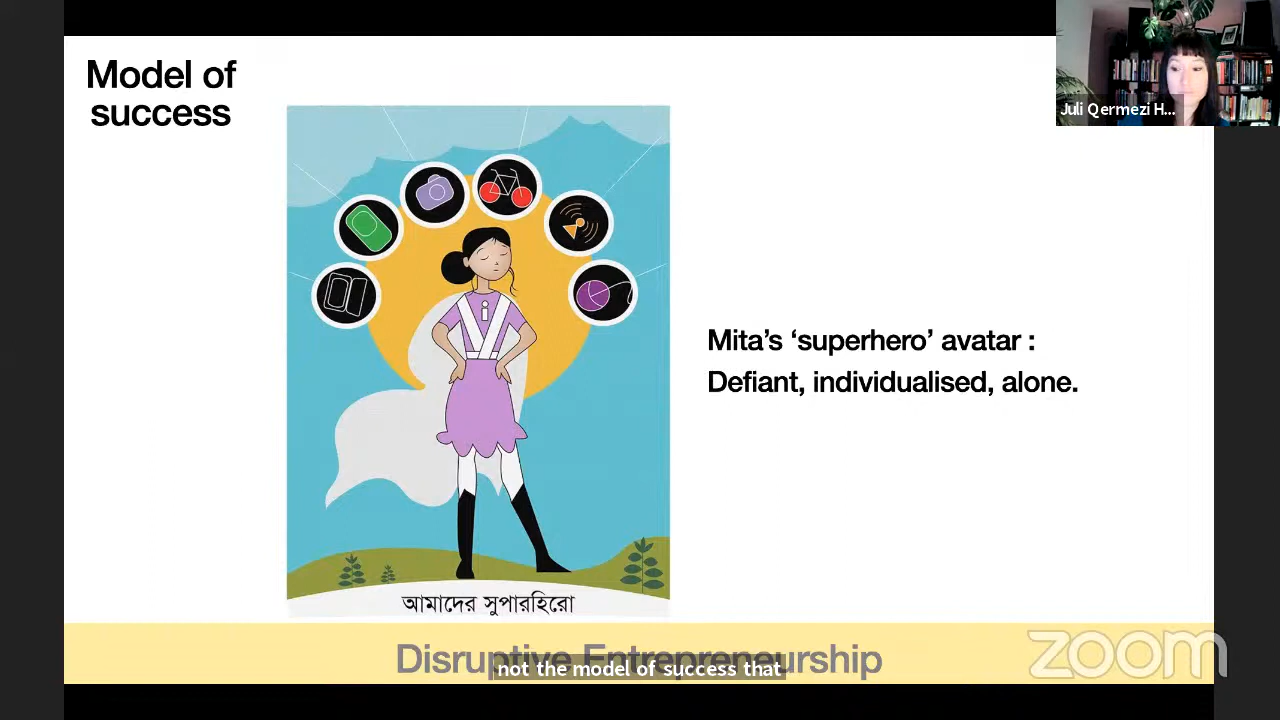 Model of
success
Juli Qermezi H...
i
Mita’s ‘superhero’ avatar :
Defiant, individualised, alone.
আমাদের সুপারহিরো
Disruptive Entrepreneurship
not the model of success that
zoom